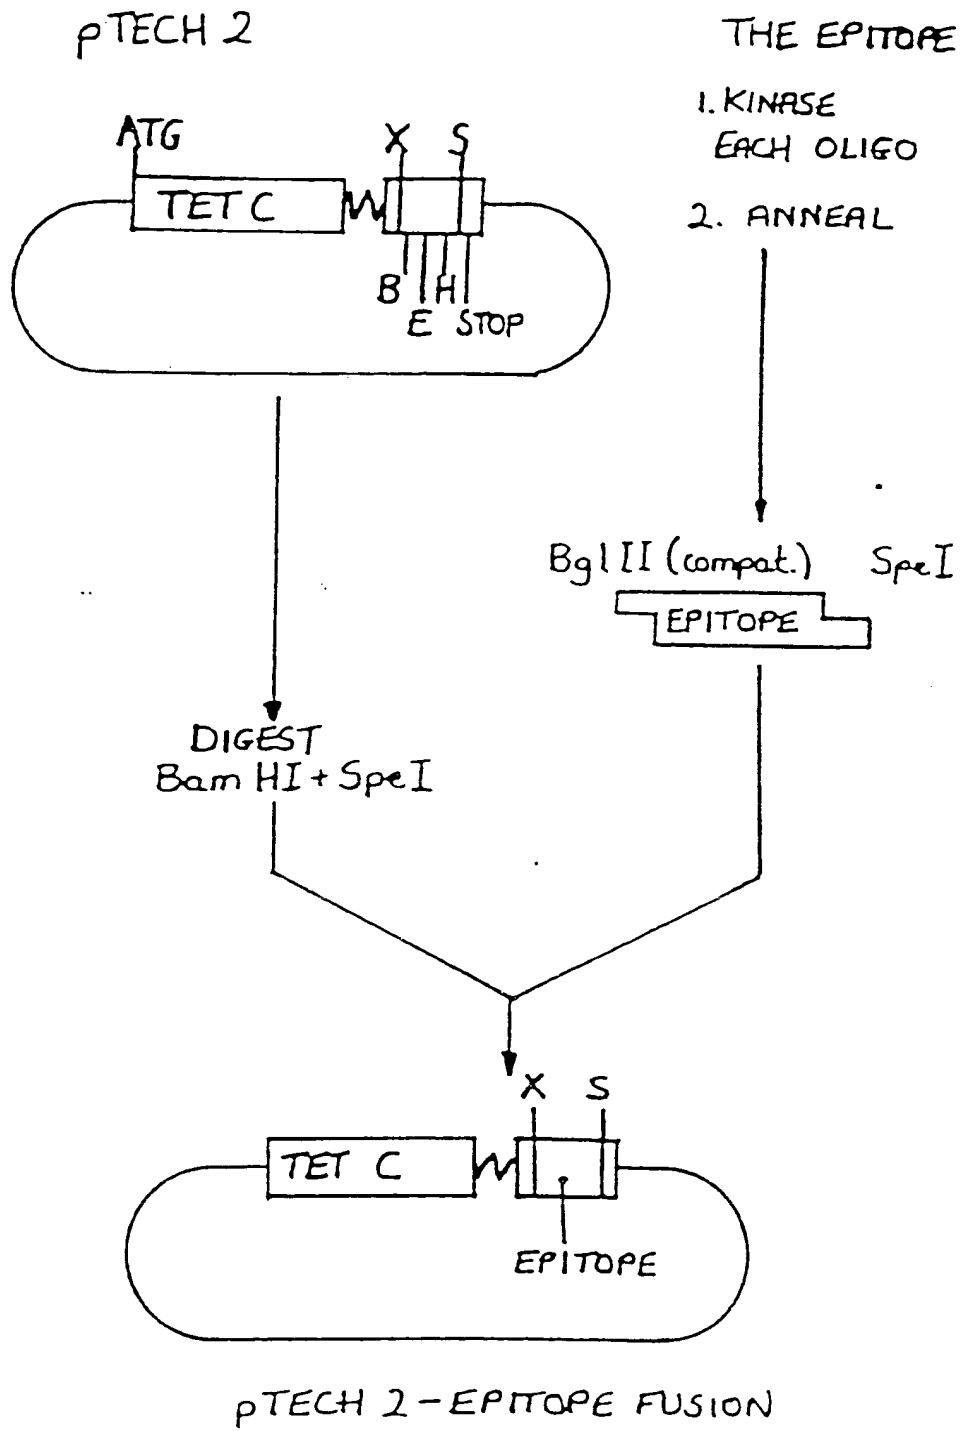 pTECH 2
THE EPITOPE
1. KINASE
EACH OLIGO
2. ANNEAL
ATG
X S
TET C
B H
E STOP
BglII (compat.) SpeI
EPITOPE
DIGEST
Bam HI + SpeI
X S
TET C
EPITOPE
pTECH 2 - EPITOPE FUSION